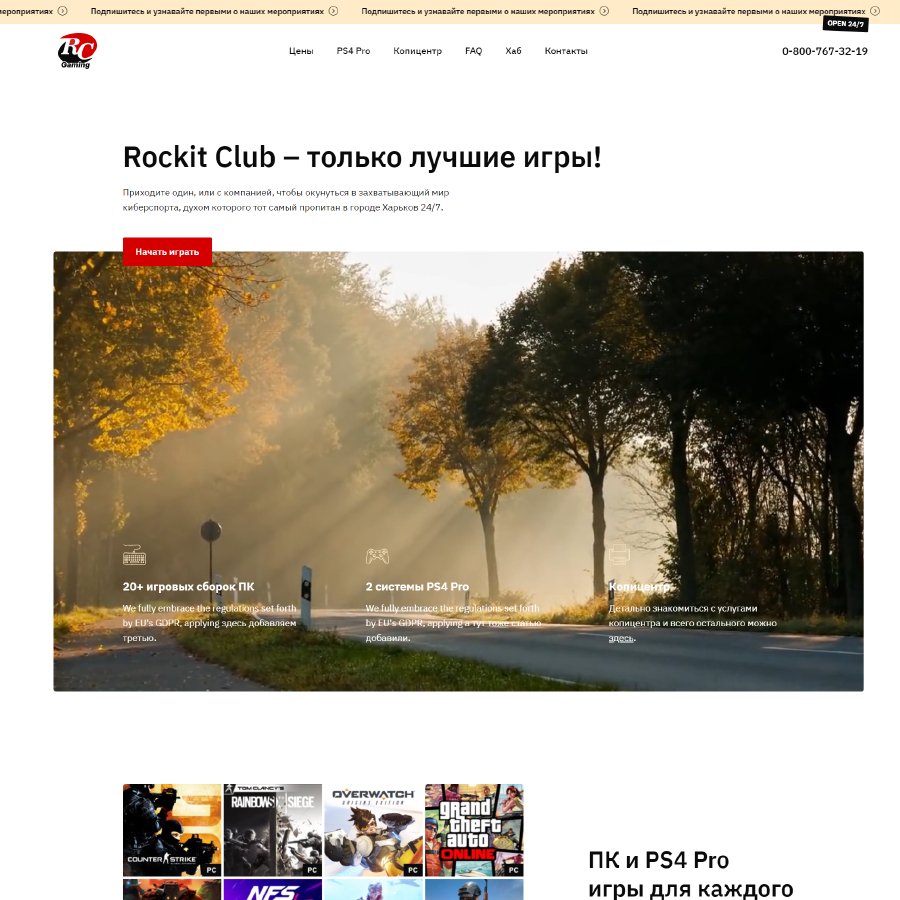 мероприятиях
Подпишитесь и узнавайте первыми о наших мероприятиях
Подпишитесь и узнавайте первыми о наших мероприятиях
Подпишитесь и узнавайте первыми о наших мероприятиях
OPEN 24/7
RC
Gaming
Цены
PS4 Pro
Копицентр
FAQ
Хаб
Контакты
0-800-767-32-19
Rockit Club – только лучшие игры!
Приходите один, или с компанией, чтобы окунуться в захватывающий мир
киберспорта, духом которого тот самый пропитан в городе Харьков 24/7.
Начать играть
20+ игровых сборок ПК
We fully embrace the regulations set forth
by EU's GDPR, applying здесь добавляем
третью.
2 системы PS4 Pro
We fully embrace the regulations set forth
by EU's GDPR, applying а тут тоже статью
добавили.
Копицентр
Детально знакомиться с услугами
копицентра и всего остального можно
здесь.
COUNTER STRIKE
PC
TOM CLANCY'S
RAINBOW SIEGE
PC
OVERWATCH
ORIGINS EDITION
PC
grand
theft
auto
ONLINE
PC
NFS
ПК и PS4 Pro
игры для каждого